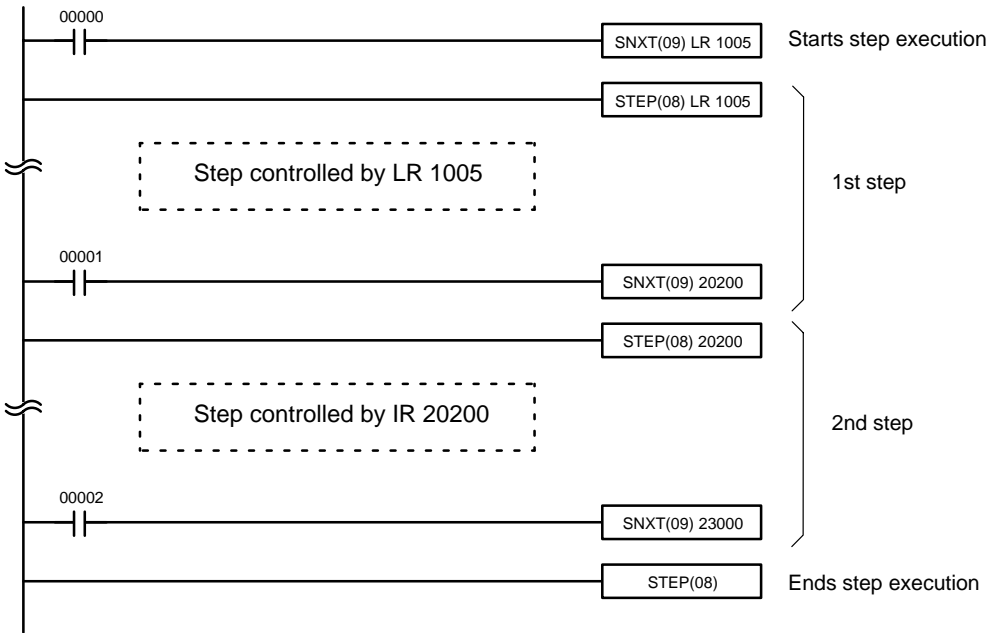 00000
SNXT(09) LR 1005
Starts step execution
STEP(08) LR 1005
Step controlled by LR 1005
1st step
00001
SNXT(09) 20200
STEP(08) 20200
Step controlled by IR 20200
2nd step
00002
SNXT(09) 23000
STEP(08)
Ends step execution